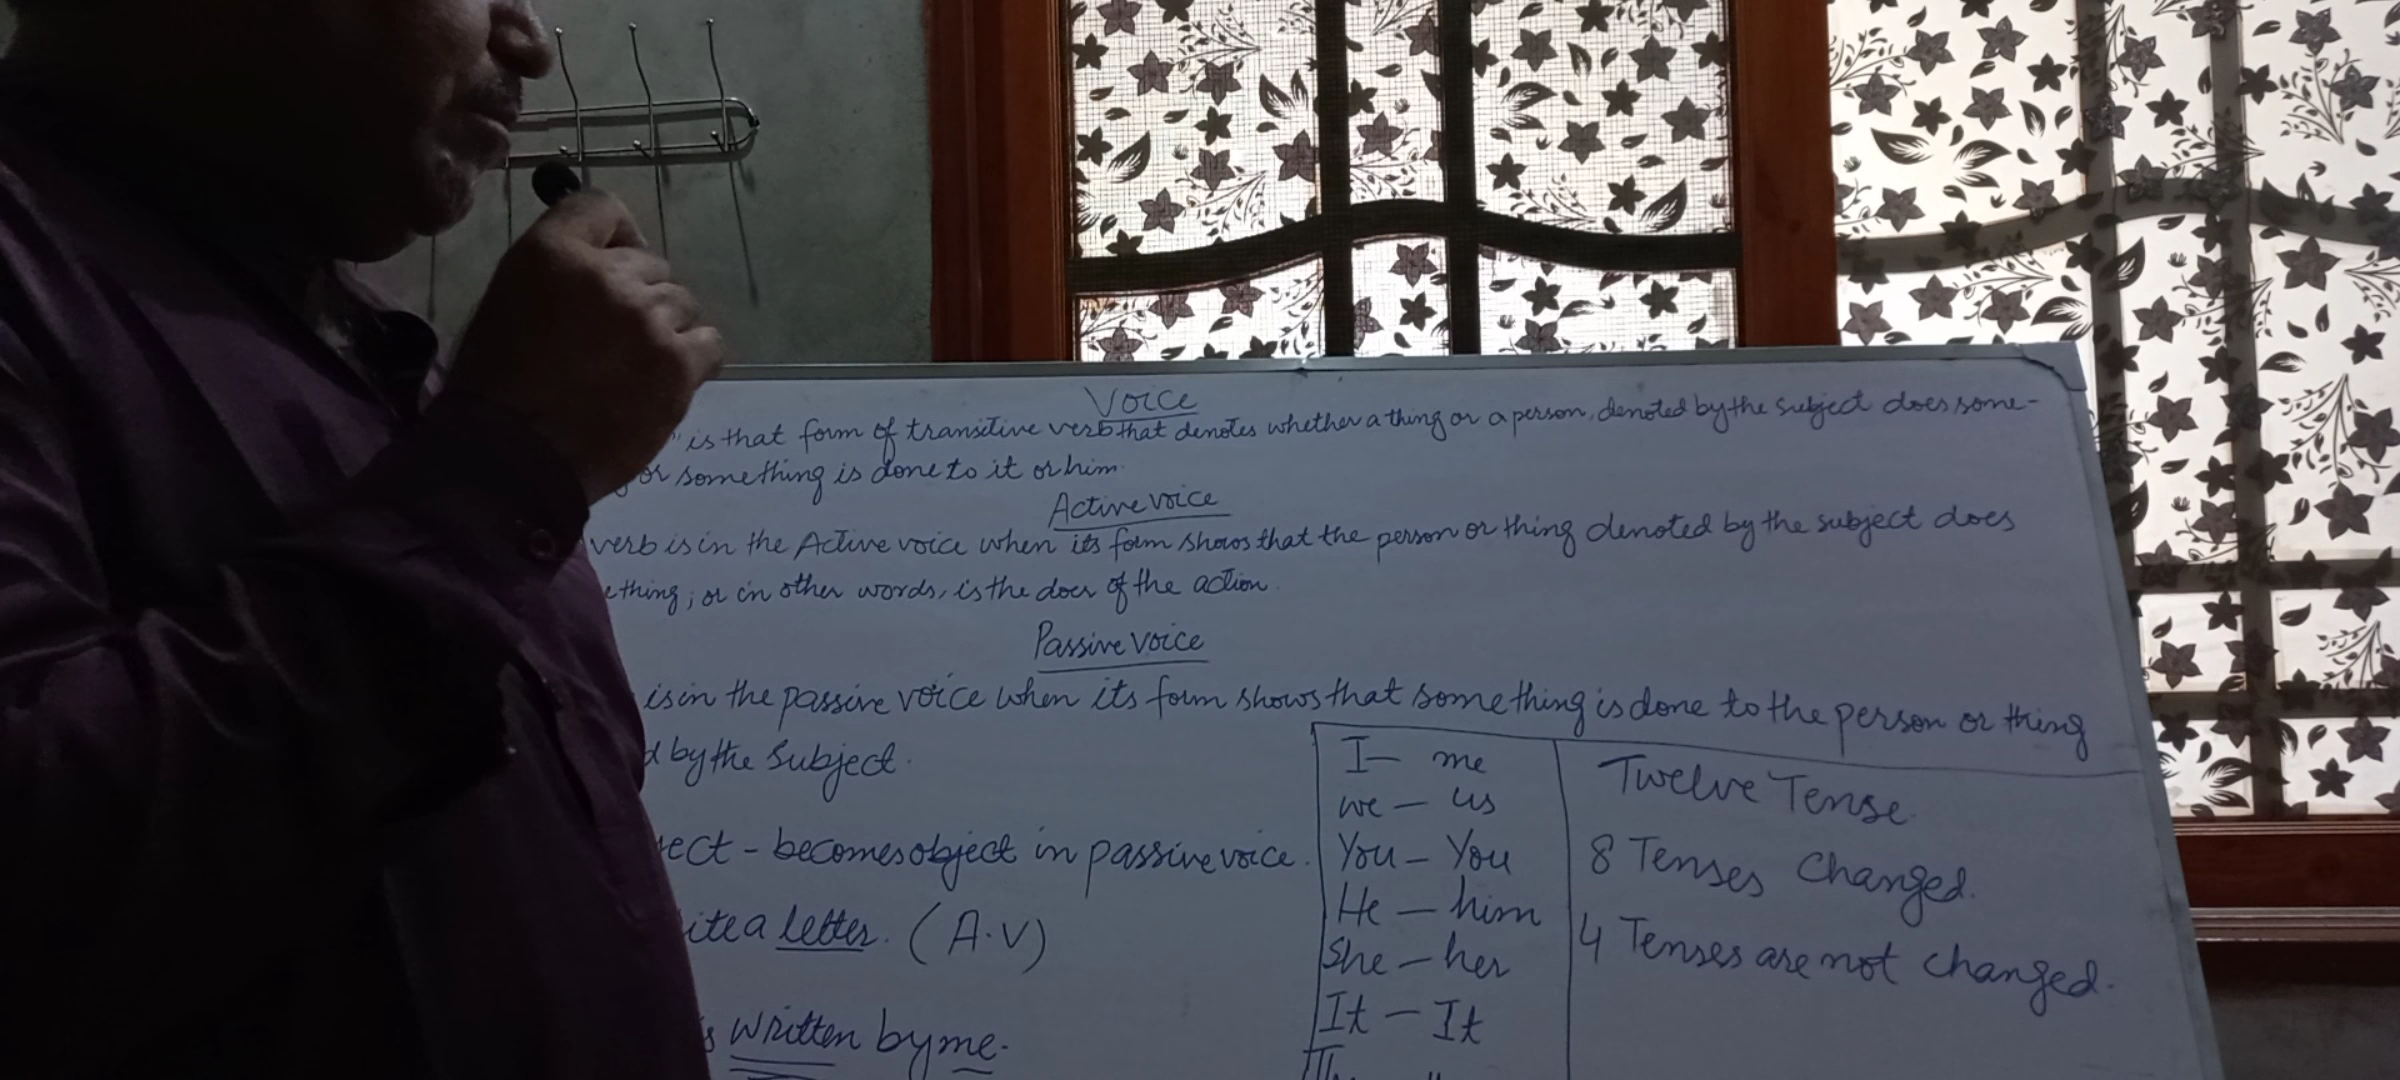 Voice
" is that form of transitive verb that denotes whether a thing or a person, denoted by the subject does some-
or something is done to it or him.
Active voice
verb is in the Active voice when its form shows that the person or thing denoted by the subject does
ething; or in other words, is the doer of the action.
Passive voice
is in the passive voice when its form shows that something is done to the person or thing
d by the Subject.
ject - becomes object in passive voice.
ite a letter. (A.V)
s written by me.
I - me
we - us
You - You
He - him
She - her
It - It
Twelve Tense.
8 Tenses Changed.
4 Tenses are not changed.